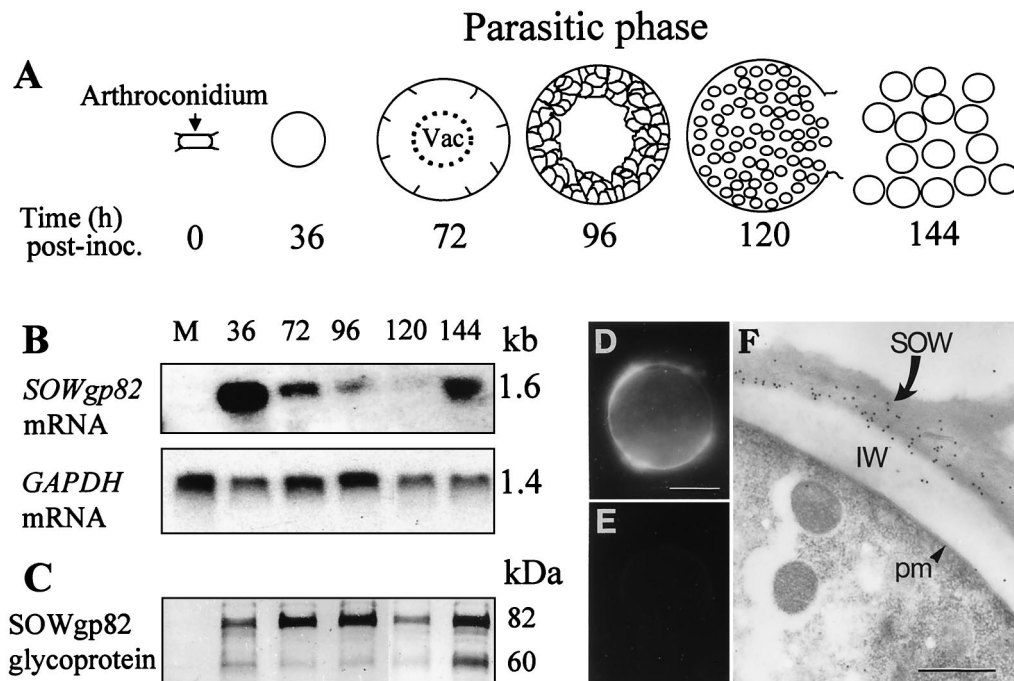 Parasitic phase
A
Arthroconidium
Vac
Time (h)
post-inoc.
0 36 72 96 120 144
B
M 36 72 96 120 144 kb
SOWgp82
mRNA
1.6
GAPDH
mRNA
1.4
C
kDa
SOWgp82
glycoprotein
82
60
D
E
F
SOW
IW
pm